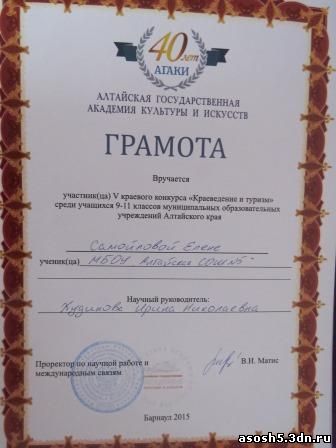 40 лет
АГАКИ
АЛТАЙСКАЯ ГОСУДАРСТВЕННАЯ
АКАДЕМИЯ КУЛЬТУРЫ И ИСКУССТВ
ГРАМОТА
Вручается
участник(ца) V краевого конкурса «Краеведение и туризм»
среди учащихся 9-11 классов муниципальных образовательных
учреждений Алтайского края
Самойловой Елене
ученик(ца) МБОУ "Алтайская СОШ №5"
Научный руководитель:
Кудинова Ирина Николаевна
Проректор по научной работе и
международным связям
В.И. Матис
Барнаул 2015
asosh5.3dn.ru